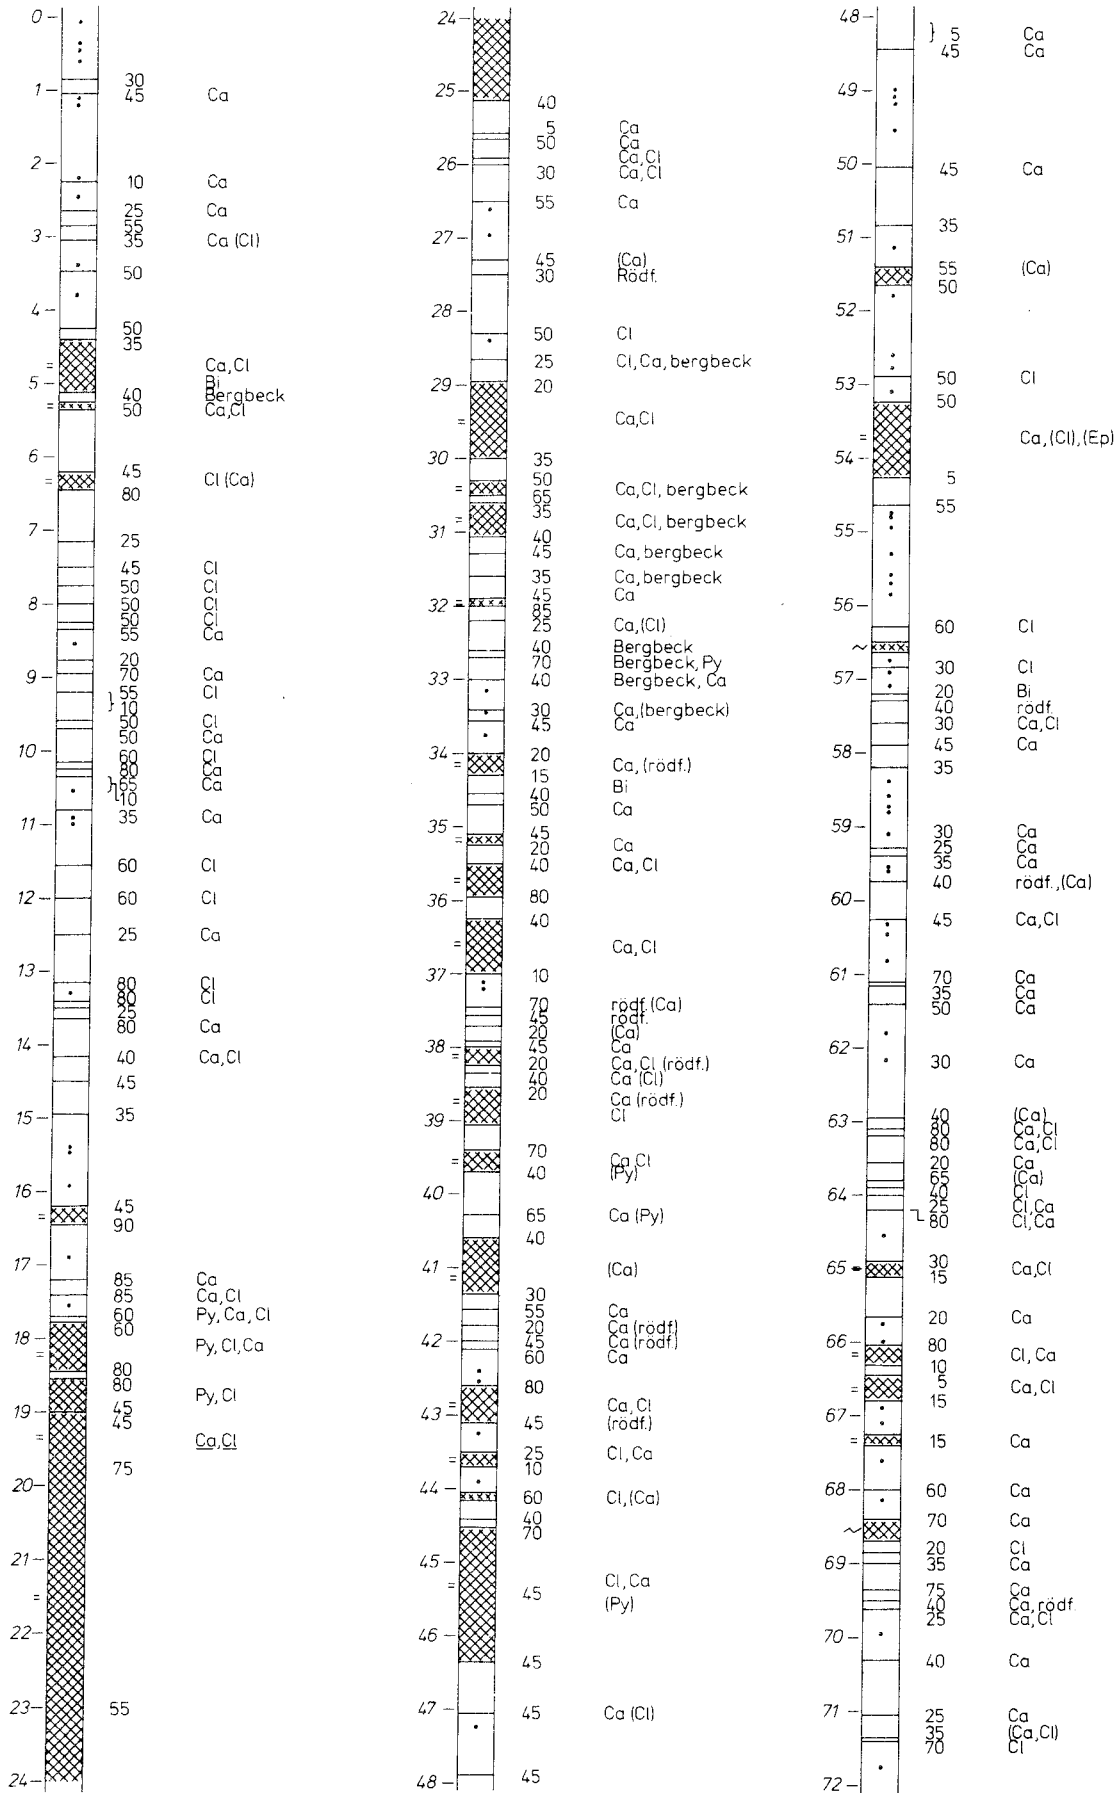 0
30
1
45 Ca
2
10 Ca
25 Ca
55
3
35 Ca (Cl)
50
4
50
35
= Ca,Cl
5
Bi
40 Bergbeck
= 50 Ca,Cl
6
45
= Cl (Ca)
80
7
25
45 Cl
50 Cl
8
50 Cl
50 Cl
55 Ca
20
9
70 Ca
55 Cl
} 10
50 Cl
50 Ca
10
60 Cl
80 Ca
}65 Ca
10
11
35 Ca
60 Cl
12
60 Cl
25 Ca
13
80 Cl
80 Cl
25
80 Ca
14
40 Ca,Cl
45
15
35
16
45
=
90
17
85 Ca
85 Ca,Cl
60 Py, Ca, Cl
60
18
= Py, Cl, Ca
80
80
Py, Cl
45
19
45
= Ca,Cl
75
20
21
=
22
23
55
24
24
25
40
5 Ca
50 Ca
Ca,Cl
26
30 Ca,Cl
55 Ca
27
45 (Ca)
30 Rödf.
28
50 Cl
25 Cl, Ca, bergbeck
29
20
= Ca,Cl
30
35
50
= Ca,Cl, bergbeck
65
35
= Ca,Cl, bergbeck
31
40
45 Ca, bergbeck
35 Ca, bergbeck
45 Ca
32
85
25 Ca,(Cl)
40 Bergbeck
70 Bergbeck, Py
33
40 Bergbeck, Ca
30 Ca,(bergbeck)
45 Ca
34
20
= Ca, (rödf.)
15 Bi
40
50 Ca
35
45
= 20 Ca
40 Ca, Cl
=
36
80
40
= Ca, Cl
37
10
70 rödf.(Ca)
45 rödf.
20 (Ca)
38
45 Ca
= 20 Ca,Cl (rödf.)
40 Ca (Cl)
20 Ca (rödf.)
= Cl
39
70
= Ca,Cl
40 (Py)
40
65 Ca (Py)
40
41
(Ca)
=
30
55 Ca
20 Ca (rödf)
42
45 Ca (rödf.)
60 Ca
80
= Ca, Cl
43
45 (rödf.)
25 Cl, Ca
=
10
44
60 Cl, (Ca)
40
70
45
= Cl, Ca
45 (Py)
46
45
47
45 Ca (Cl)
48
45
48
} 5 Ca
45 Ca
49
50
45 Ca
35
51
55 (Ca)
50
52
53
50 Cl
50
= Ca, (Cl), (Ep)
54
5
55
55
56
60 Cl
~
30 Cl
57
20 Bi
40 rödf.
30 Ca,Cl
58
45 Ca
35
59
30 Ca
25 Ca
35 Ca
40 rödf.,(Ca)
60
45 Ca,Cl
61
70 Ca
35 Ca
50 Ca
62
30 Ca
63
40 (Ca)
80 Ca,Cl
80 Ca,Cl
20 Ca
65 (Ca)
64
40 Cl
25 Cl,Ca
80 Cl,Ca
65
30 Ca,Cl
15
20 Ca
66
80
= Cl, Ca
10
5
= Ca,Cl
15
67
= 15 Ca
68
60 Ca
70 Ca
~
20 Cl
69
35 Ca
75 Ca
40 Ca, rödf.
25 Ca,Cl
70
40 Ca
71
25 Ca
35 (Ca,Cl)
70 Cl
72